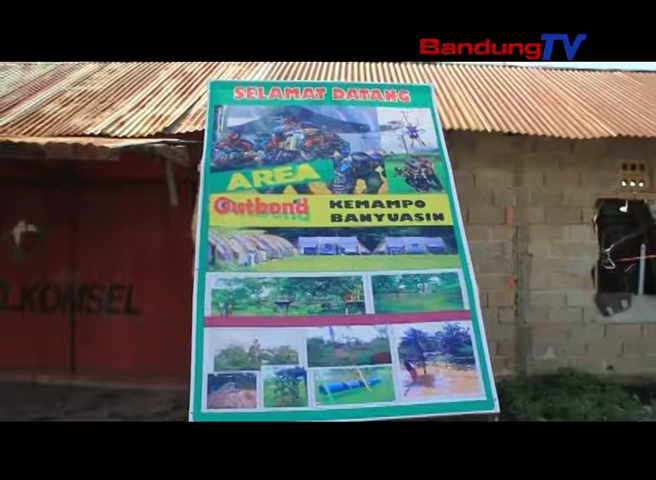 BandungTV
SELAMAT DATANG
AREA
Outbond
KEMAMPO
BANYUASIN
LKOMSEL